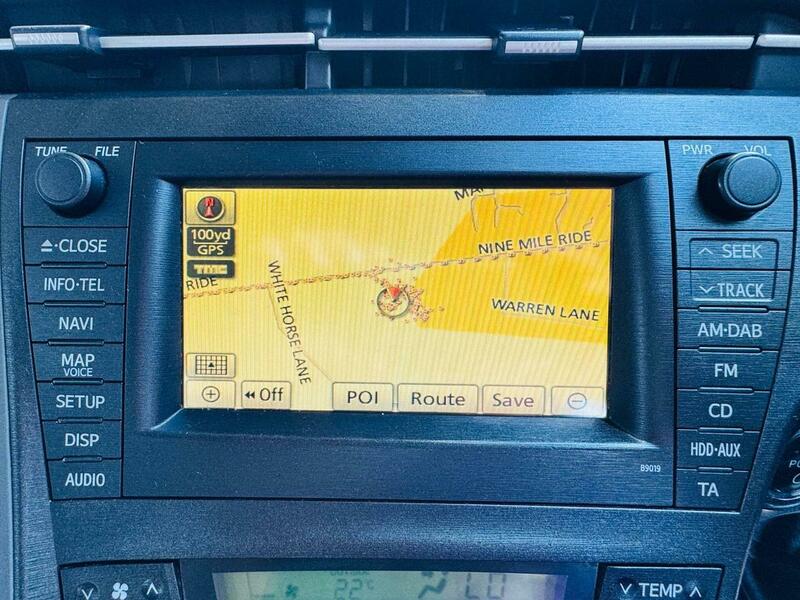 TUNE FILE
PWR VOL
⏏·CLOSE
INFO·TEL
NAVI
MAP
VOICE
SETUP
DISP
AUDIO
100yd
GPS
TMC
RIDE
WHITE HORSE LANE
NINE MILE RIDE
WARREN LANE
Off
POI
Route
Save
SEEK
TRACK
AM·DAB
FM
CD
HDD·AUX
TA
B9019
OUTSIDE
22°C
LO
TEMP